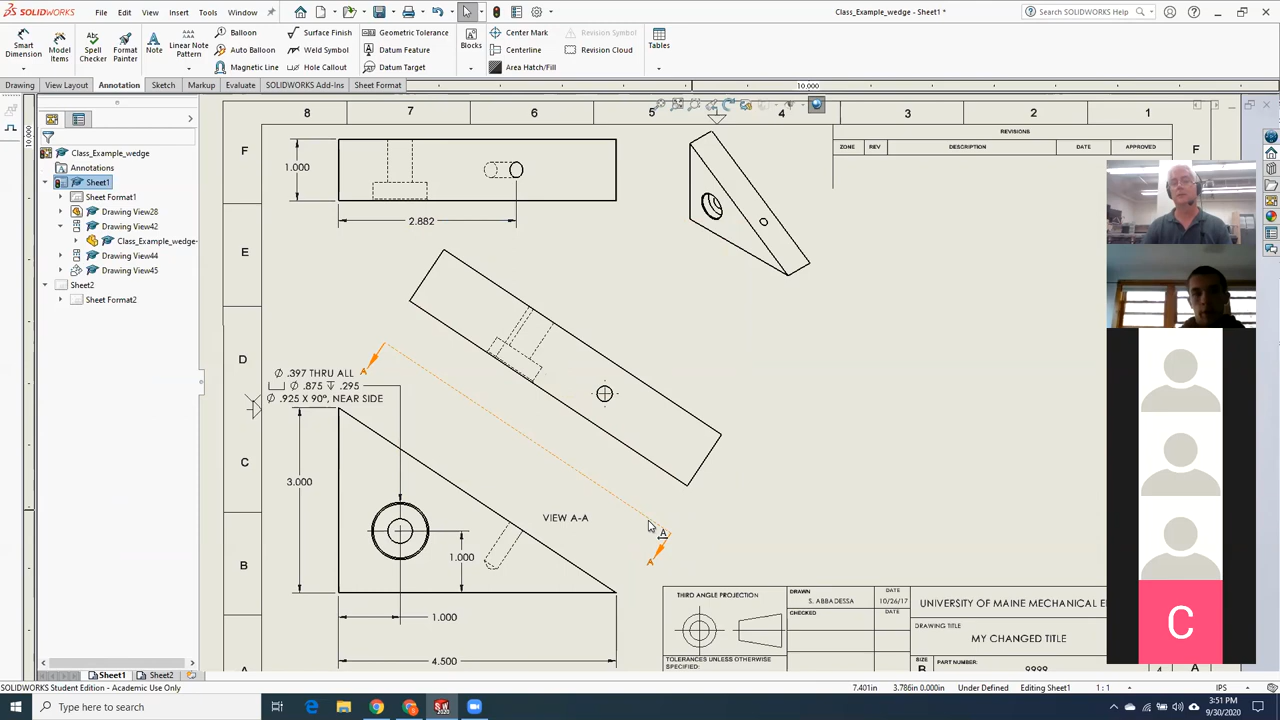 SOLIDWORKS
File
Edit
View
Insert
Tools
Window
Class_Example_wedge - Sheet1 *
Search SOLIDWORKS Help
Smart Dimension
Model Items
Spell Checker
Format Painter
Note
Linear Note Pattern
Balloon
Auto Balloon
Magnetic Line
Surface Finish
Weld Symbol
Hole Callout
Geometric Tolerance
Datum Feature
Datum Target
Blocks
Center Mark
Centerline
Area Hatch/Fill
Revision Symbol
Revision Cloud
Tables
Drawing
View Layout
Annotation
Sketch
Markup
Evaluate
SOLIDWORKS Add-Ins
Sheet Format
10.000
10.000
Class_Example_wedge
Annotations
Sheet1
Sheet Format1
Drawing View28
Drawing View42
Class_Example_wedge-
Drawing View44
Drawing View45
Sheet2
Sheet Format2
8 7 6 5 4 3 2 1
F
E
D
C
B
A
F
REVISIONS
ZONE REV DESCRIPTION DATE APPROVED
1.000
2.882
A
Ø .397 THRU ALL
⌴ Ø .875 ↧ .295
Ø .925 X 90°, NEAR SIDE
3.000
VIEW A-A
A
A
1.000
1.000
4.500
THIRD ANGLE PROJECTION
TOLERANCES UNLESS OTHERWISE
SPECIFIED:
DRAWN DATE
S. ABBADESSA 10/26/17
CHECKED DATE
UNIVERSITY OF MAINE MECHANICAL E
DRAWING TITLE
MY CHANGED TITLE
SIZE PART NUMBER:
B 9999 4 A
C
Sheet1
Sheet2
SOLIDWORKS Student Edition - Academic Use Only
7.401in 3.786in 0.000in Under Defined Editing Sheet1 1 : 1 IPS
Type here to search
3:51 PM
9/30/2020